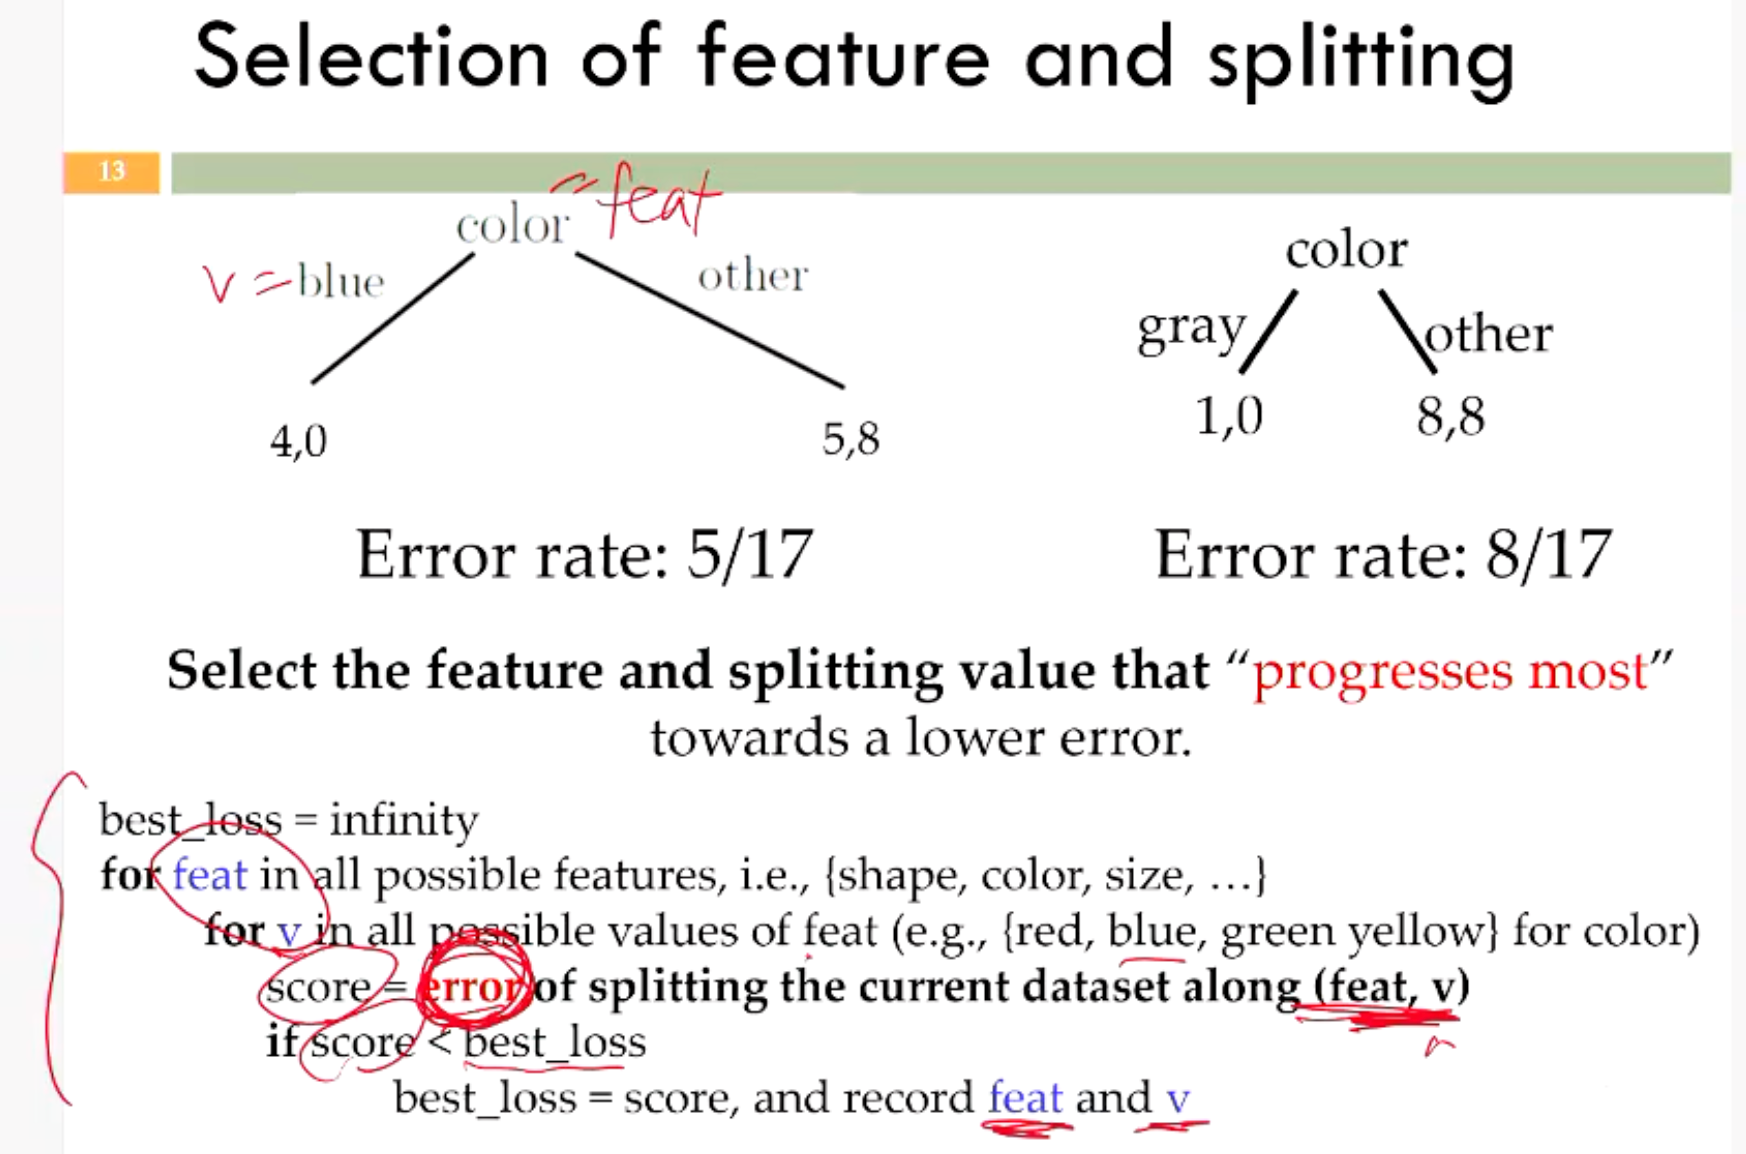 Selection of feature and splitting
13
color = feat
v = blue
other
4,0
5,8
Error rate: 5/17
color
gray
other
1,0
8,8
Error rate: 8/17
Select the feature and splitting value that “progresses most”
towards a lower error.
best_loss = infinity
for feat in all possible features, i.e., {shape, color, size, …}
for v in all possible values of feat (e.g., {red, blue, green yellow} for color)
score = error of splitting the current dataset along (feat, v)
if score < best_loss
best_loss = score, and record feat and v